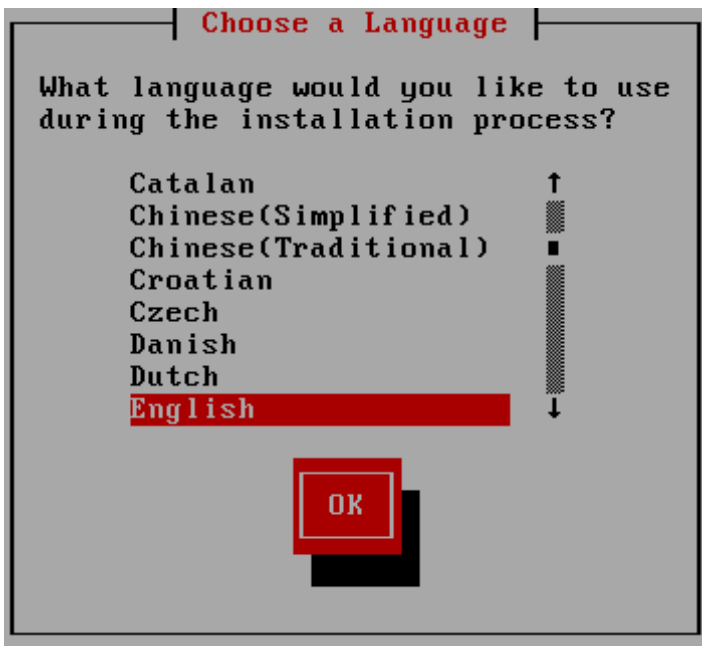 Choose a Language
What language would you like to use
during the installation process?
Catalan
Chinese(Simplified)
Chinese(Traditional)
Croatian
Czech
Danish
Dutch
English
OK